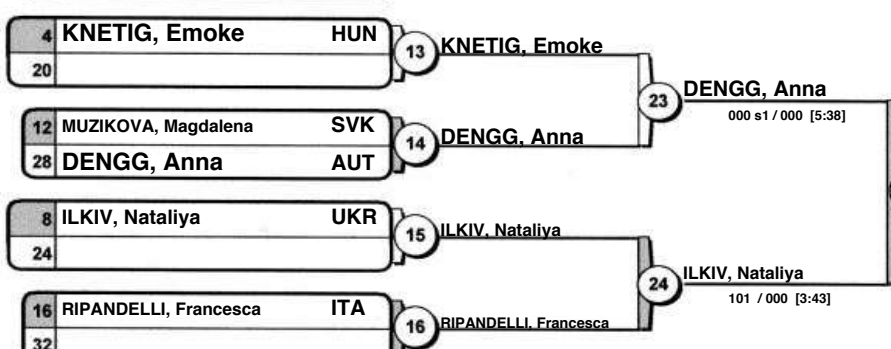 4 KNETIG, Emoke HUN
20
13
KNETIG, Emoke
12 MUZIKOVA, Magdalena SVK
28 DENGG, Anna AUT
14
DENGG, Anna
23
DENGG, Anna
000 s1 / 000 [5:38]
8 ILKIV, Nataliya UKR
24
15
ILKIV, Nataliya
16 RIPANDELLI, Francesca ITA
32
16
RIPANDELLI, Francesca
24
ILKIV, Nataliya
101 / 000 [3:43]